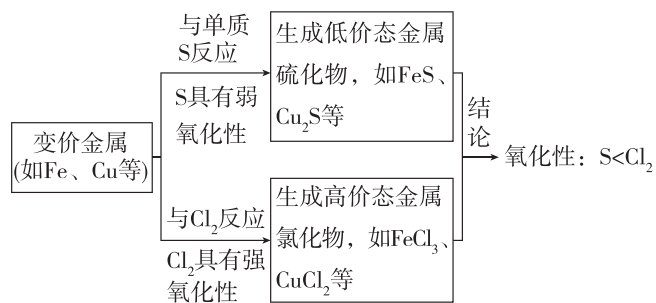 与单质
S反应
S具有弱
氧化性
生成低价态金属
硫化物，如FeS、
Cu₂S等
变价金属
(如Fe、Cu等)
结
论
氧化性：S<Cl₂
与Cl₂反应
Cl₂具有强
氧化性
生成高价态金属
氯化物，如FeCl₃、
CuCl₂等